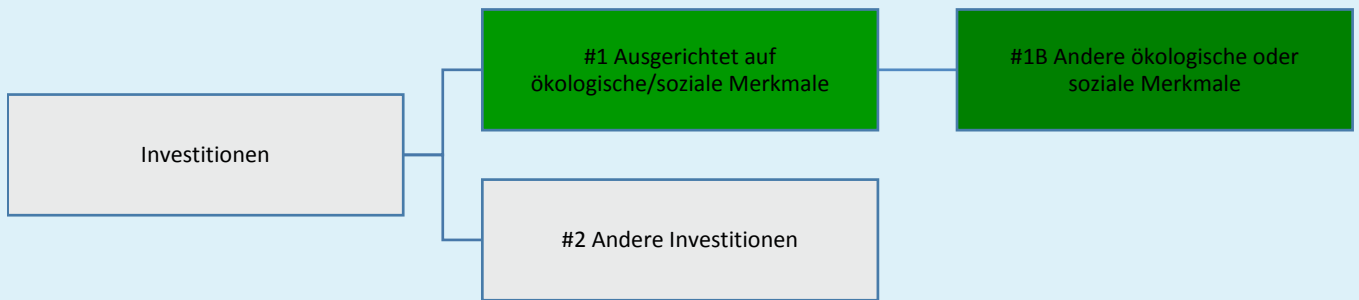 #1 Ausgerichtet auf
ökologische/soziale Merkmale
#1B Andere ökologische oder
soziale Merkmale
Investitionen
#2 Andere Investitionen